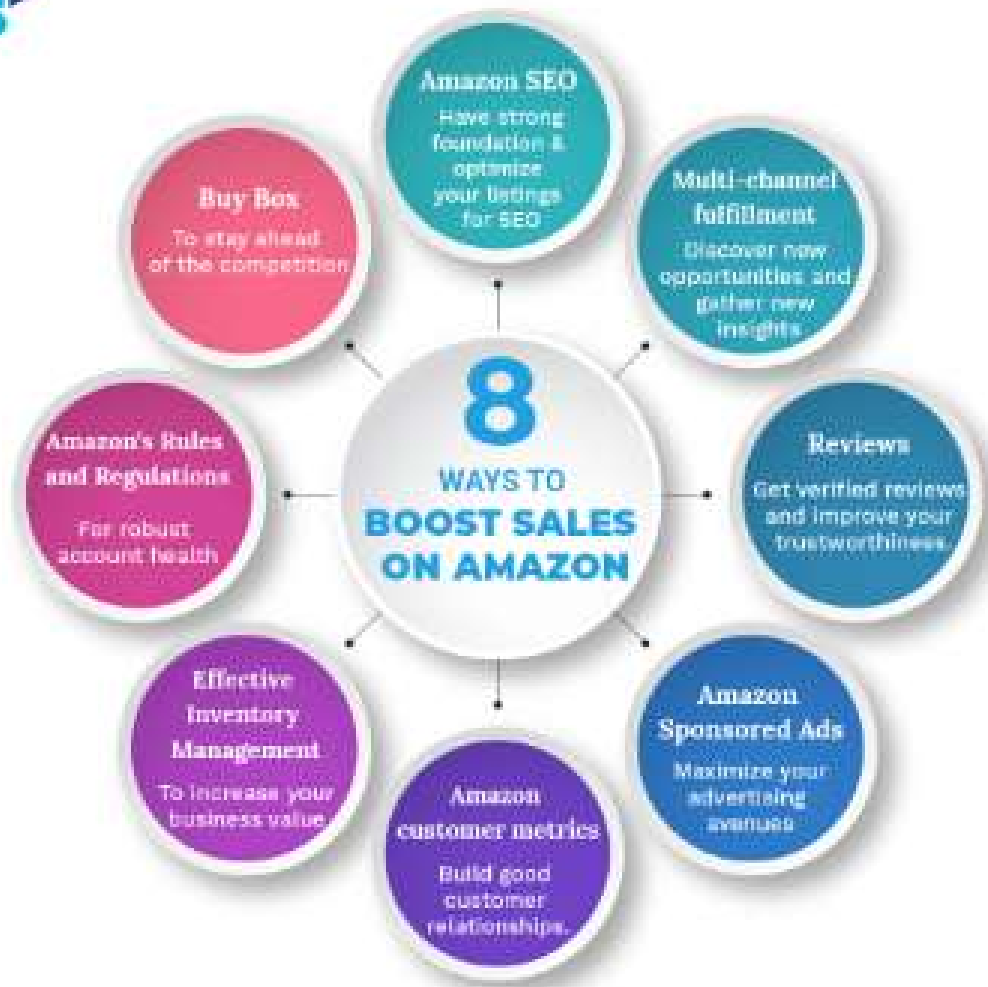 8
WAYS TO
BOOST SALES
ON AMAZON
Amazon SEO
Have strong
foundation &
optimize
your listings
for SEO
Multi-channel
fulfillment
Discover new
opportunities and
gather new
insights
Reviews
Get verified reviews
and improve your
trustworthiness
Amazon
Sponsored Ads
Maximize your
advertising
avenues
Amazon
customer metrics
Build good
customer
relationships.
Effective
Inventory
Management
To increase your
business value
Amazon's Rules
and Regulations
For robust
account health
Buy Box
To stay ahead
of the competition